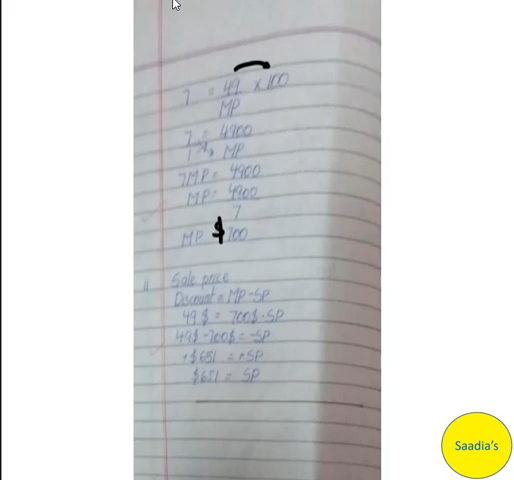 7 = 49 × 100
MP
7 = 4900
1 MP
7MP = 4900
MP = 4900
7
MP $700
ii Sale price
Discount = MP - SP
49$ = 700$ - SP
49$ - 700$ = -SP
+$651 = +SP
$651 = SP
Saadia's